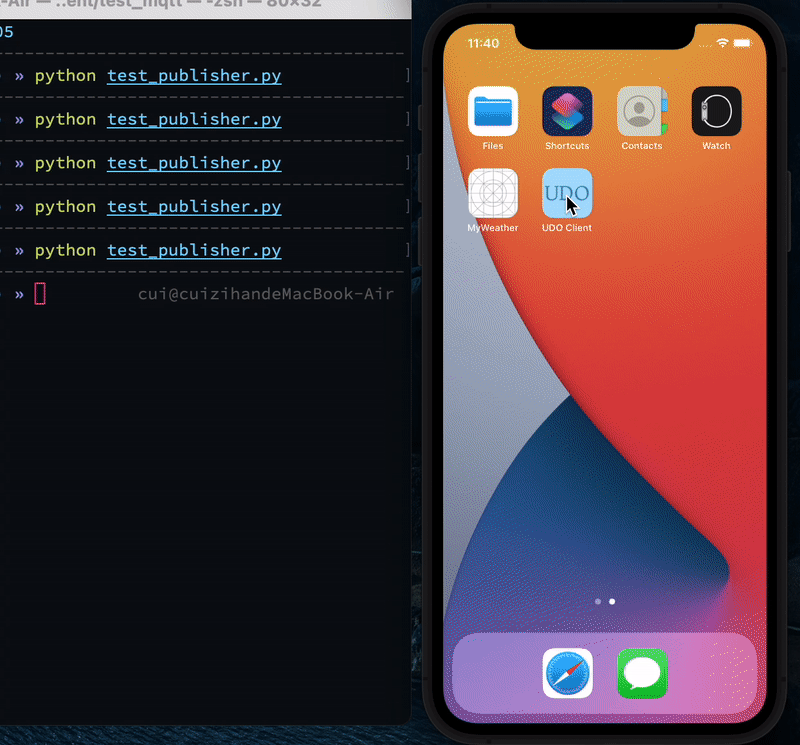 -Air — ..ent/test_mqtt — -zsh — 80×32
05
» python test_publisher.py ]
» python test_publisher.py ]
» python test_publisher.py ]
» python test_publisher.py ]
» python test_publisher.py ]
» cui@cuizihandeMacBook-Air
11:40
Files Shortcuts Contacts Watch
UDO
MyWeather UDO Client